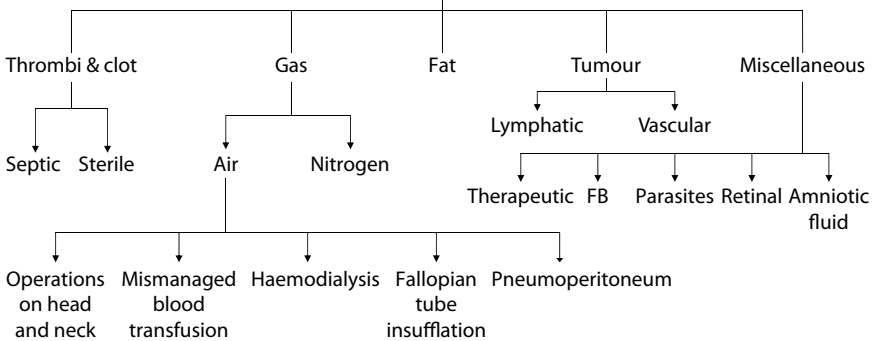 Thrombi & clot
Gas
Fat
Tumour
Miscellaneous
Lymphatic
Vascular
Septic
Sterile
Air
Nitrogen
Therapeutic
FB
Parasites
Retinal
Amniotic
fluid
Operations
on head
and neck
Mismanaged
blood
transfusion
Haemodialysis
Fallopian
tube
insufflation
Pneumoperitoneum